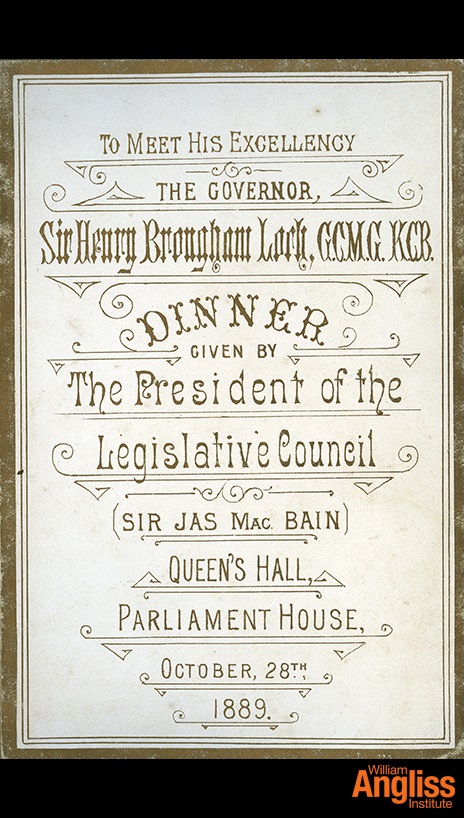 TO MEET HIS EXCELLENCY
THE GOVERNOR,
Sir Henry Brougham Loch, G.C.M.G. K.C.B.
DINNER
GIVEN BY
The President of the
Legislative Council
(SIR JAS MAC. BAIN)
QUEEN'S HALL,
PARLIAMENT HOUSE,
OCTOBER, 28TH,
1889.
William
Angliss
Institute